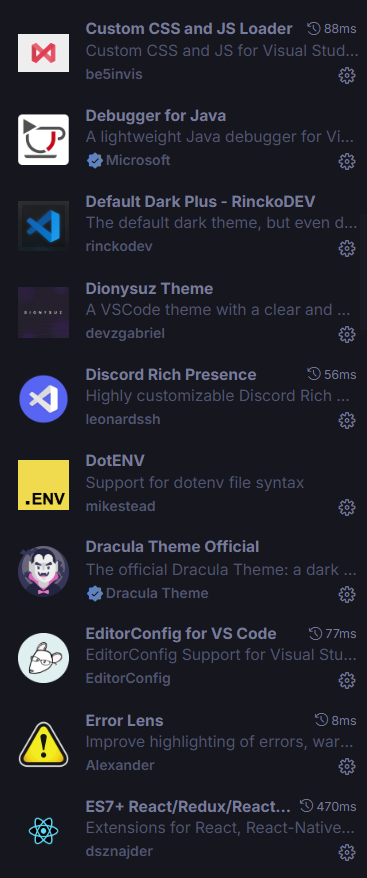 Custom CSS and JS Loader 88ms
Custom CSS and JS for Visual Stud...
be5invis
Debugger for Java
A lightweight Java debugger for Vi...
Microsoft
Default Dark Plus - RinckoDEV
The default dark theme, but even d...
rinckodev
Dionysuz Theme
A VSCode theme with a clear and ...
DIONYSUZ
devzgabriel
Discord Rich Presence 56ms
Highly customizable Discord Rich ...
leonardssh
DotENV
Support for dotenv file syntax
.ENV
mikestead
Dracula Theme Official
The official Dracula Theme: a dark ...
Dracula Theme
EditorConfig for VS Code 77ms
EditorConfig Support for Visual Stu...
EditorConfig
Error Lens 8ms
Improve highlighting of errors, war...
Alexander
ES7+ React/Redux/React... 470ms
Extensions for React, React-Native...
dsznajder